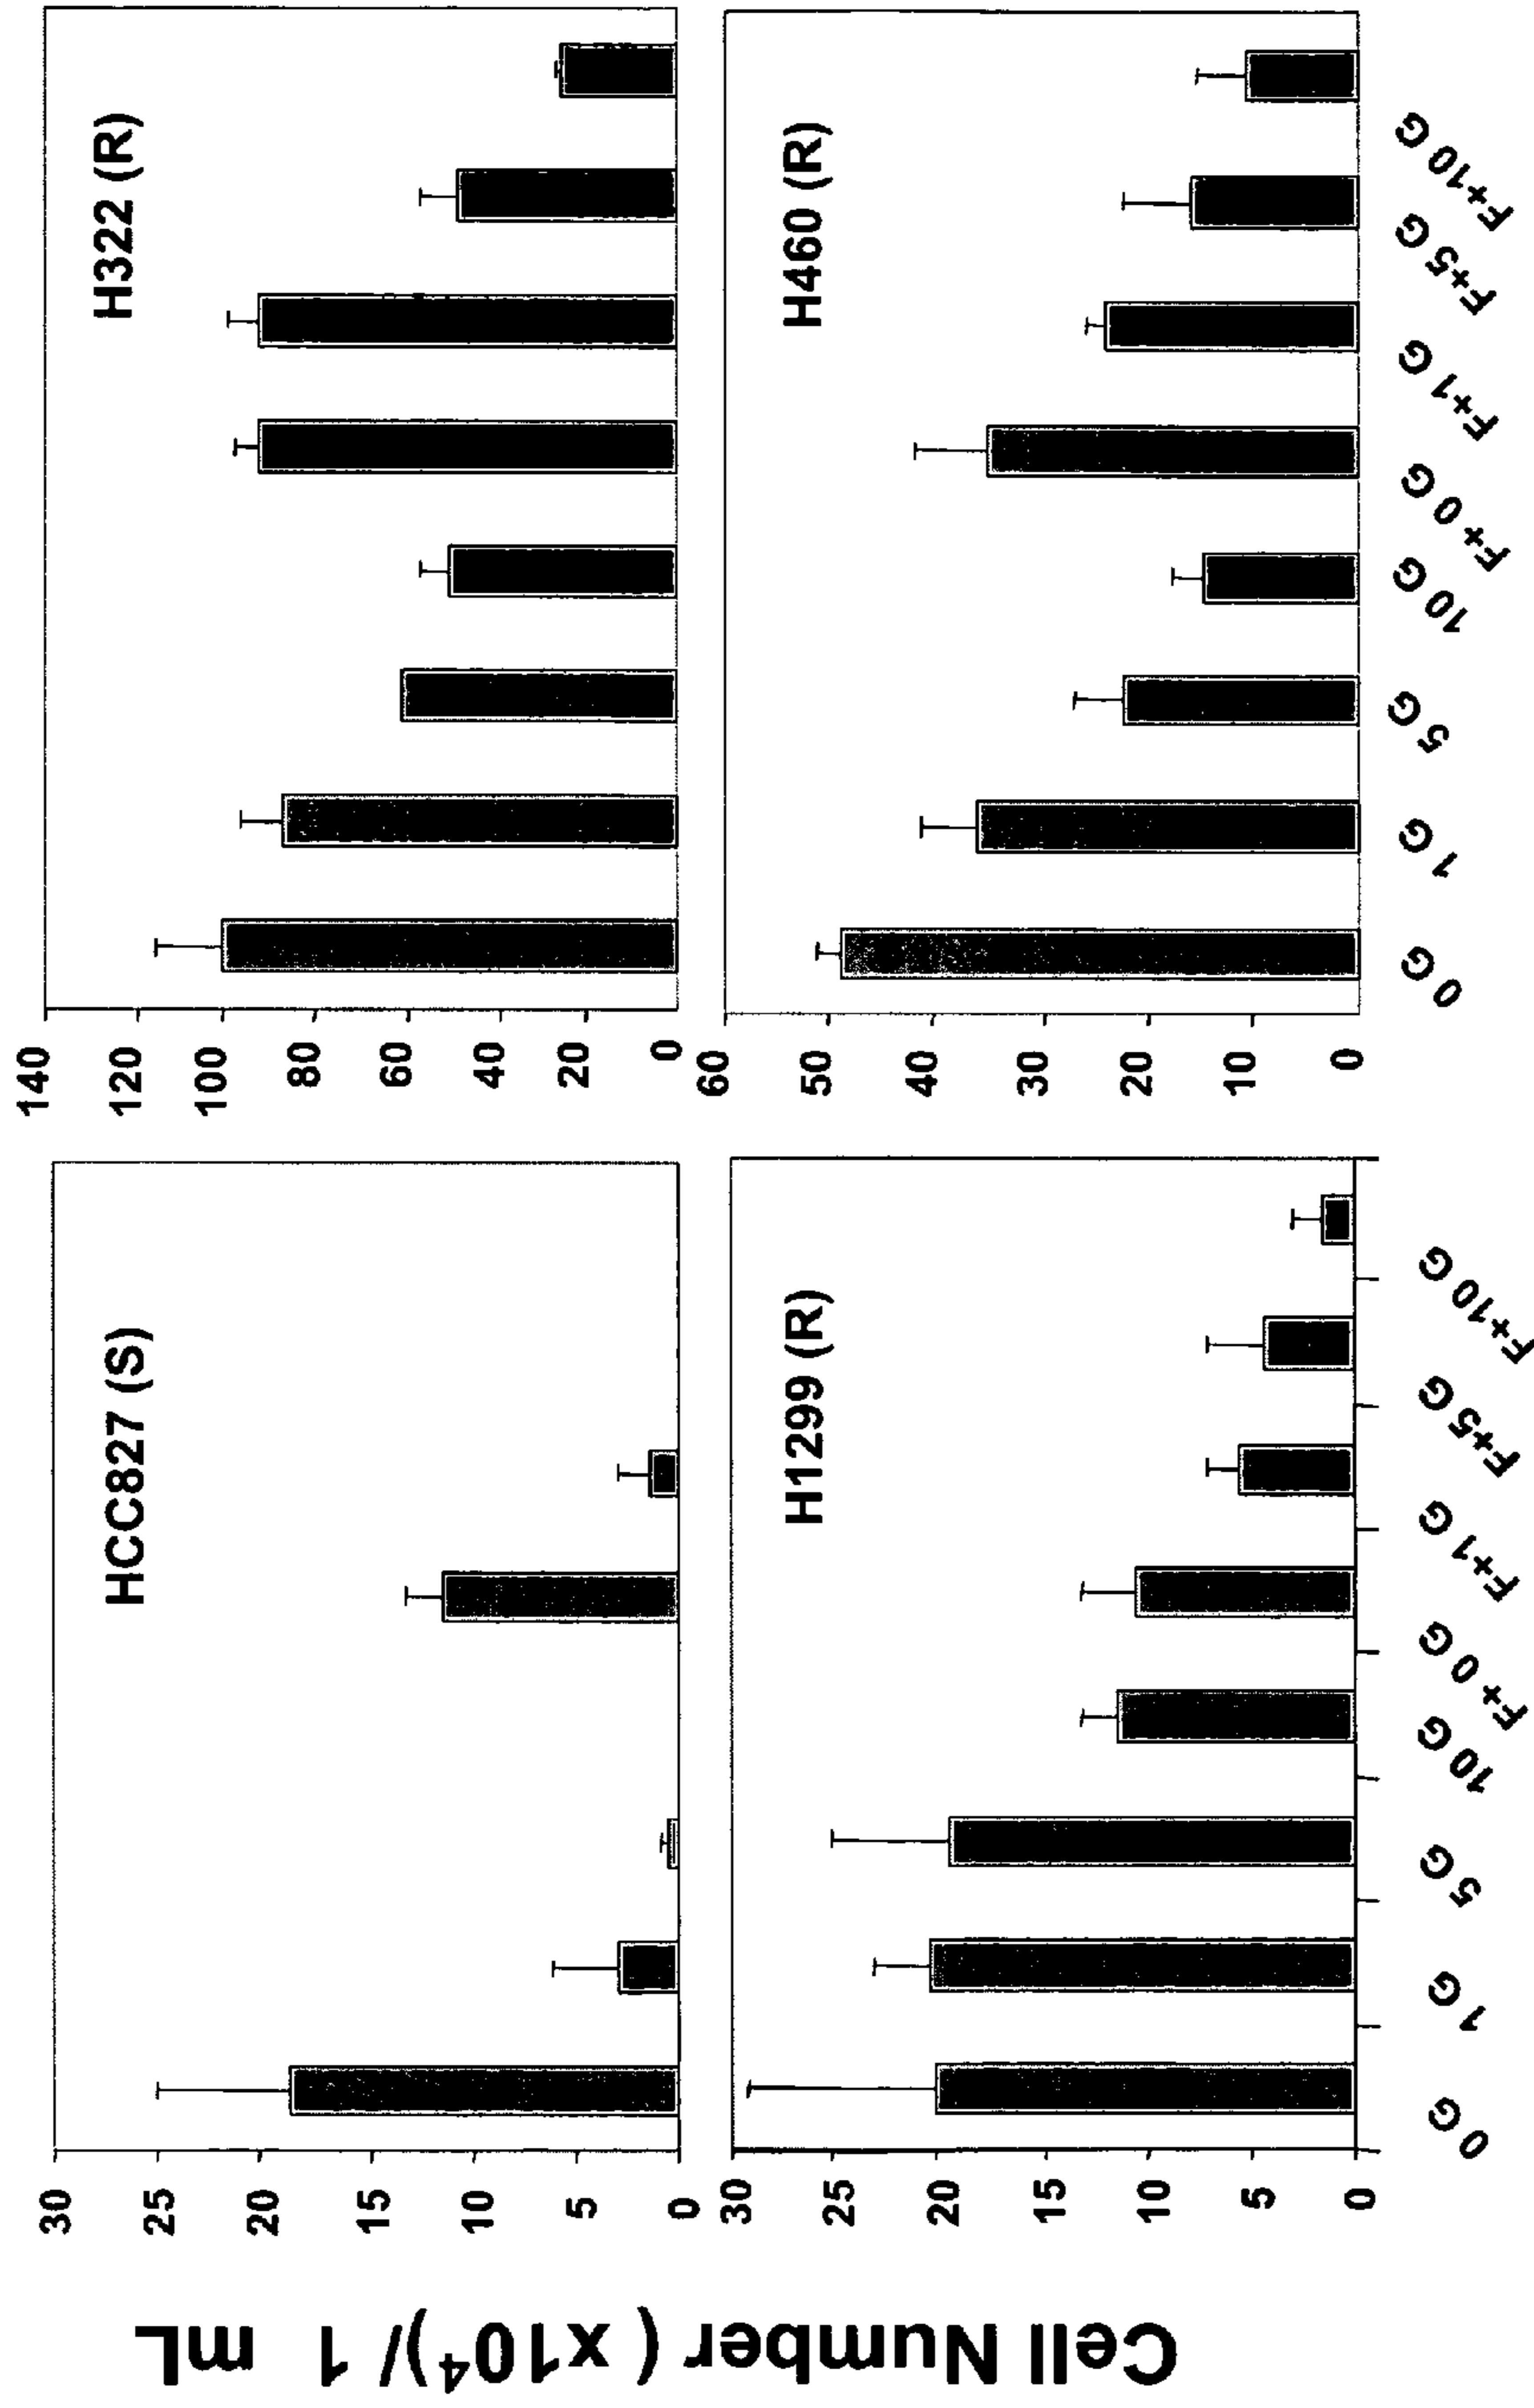 Cell Number ( x10⁴)/ 1 mL
HCC827 (S)
30
25
20
15
10
5
0
H322 (R)
140
120
100
80
60
40
20
0
H1299 (R)
30
25
20
15
10
5
0
0 G
1 G
5 G
10 G
F+ 0 G
F+1 G
F+5 G
F+10 G
H460 (R)
60
50
40
30
20
10
0
0 G
1 G
5 G
10 G
F+ 0 G
F+1 G
F+5 G
F+10 G